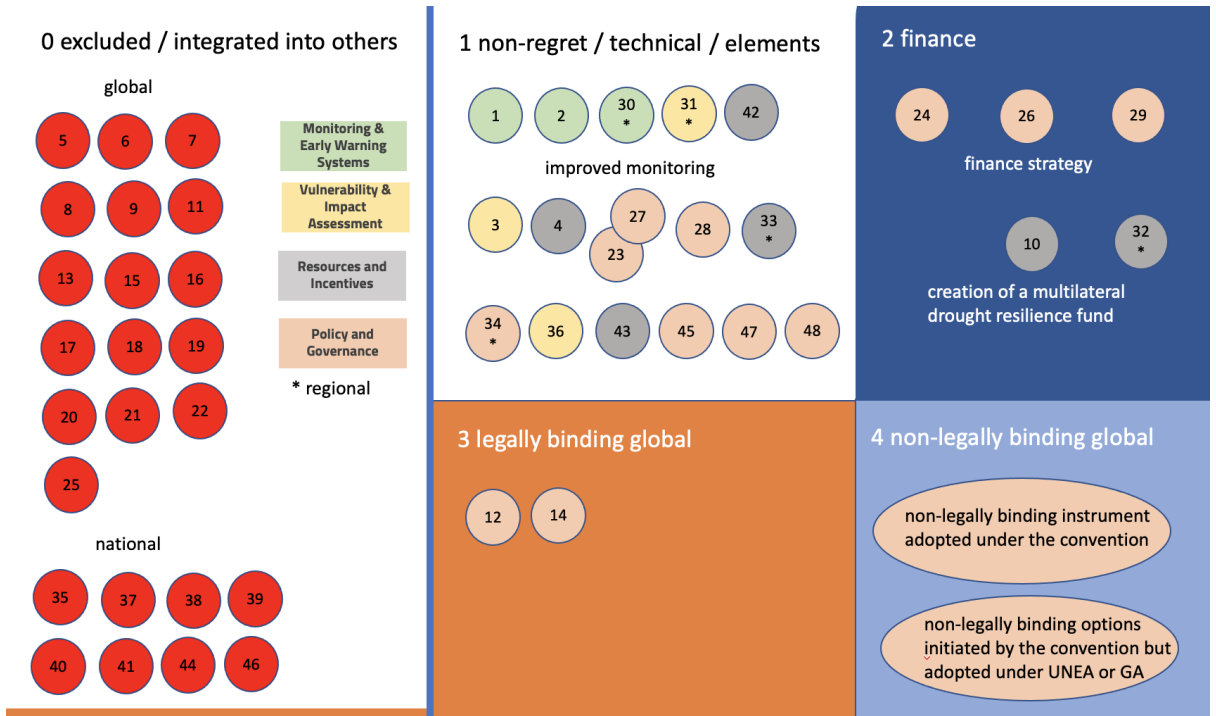 0 excluded / integrated into others
global
5 6 7
8 9 11
13 15 16
17 18 19
20 21 22
25
national
35 37 38 39
40 41 44 46
Monitoring &
Early Warning
Systems
Vulnerability &
Impact
Assessment
Resources and
Incentives
Policy and
Governance
* regional
1 non-regret / technical / elements
1 2 30 31 42
* *
improved monitoring
3 4 27 28 33
*
23
34 36 43 45 47 48
*
2 finance
24 26 29
finance strategy
10 32
*
creation of a multilateral
drought resilience fund
3 legally binding global
12 14
4 non-legally binding global
non-legally binding instrument
adopted under the convention
non-legally binding options
initiated by the convention but
adopted under UNEA or GA